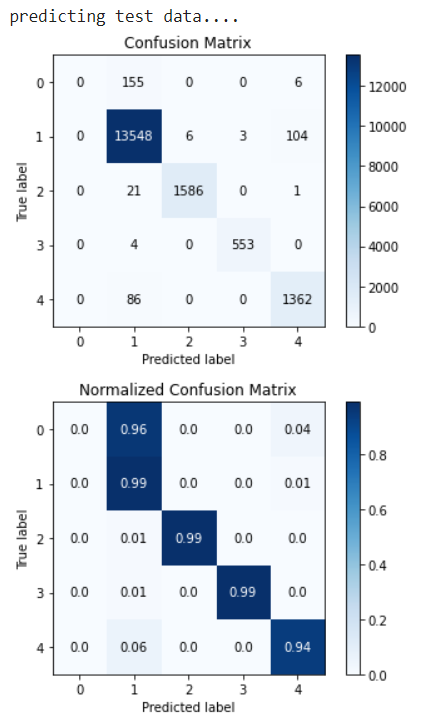 predicting test data....
Confusion Matrix
0 0 155 0 0 6
1 0 13548 6 3 104
2 0 21 1586 0 1
3 0 4 0 553 0
4 0 86 0 0 1362
0 1 2 3 4
True label
Predicted label
12000
10000
8000
6000
4000
2000
0
Normalized Confusion Matrix
0 0.0 0.96 0.0 0.0 0.04
1 0.0 0.99 0.0 0.0 0.01
2 0.0 0.01 0.99 0.0 0.0
3 0.0 0.01 0.0 0.99 0.0
4 0.0 0.06 0.0 0.0 0.94
0 1 2 3 4
True label
Predicted label
0.8
0.6
0.4
0.2
0.0